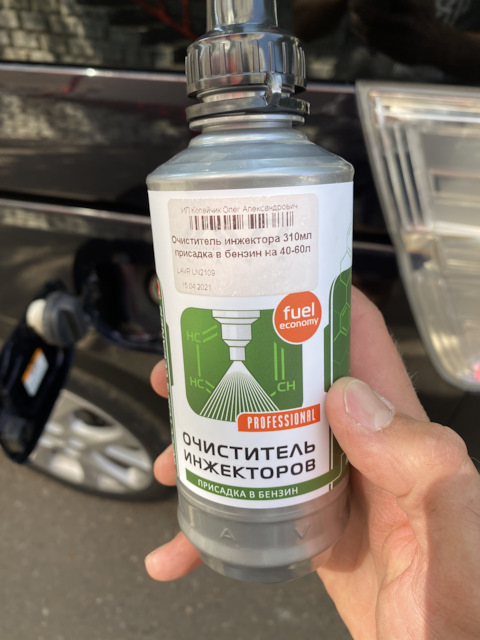 ИП Копейчик Олег Александрович
Очиститель инжектора 310мл
присадка в бензин на 40-60л
LAVR LN2109
15.04.2021
fuel
economy
HC
HC
CH
PROFESSIONAL
ОЧИСТИТЕЛЬ
ИНЖЕКТОРОВ
ПРИСАДКА В БЕНЗИН